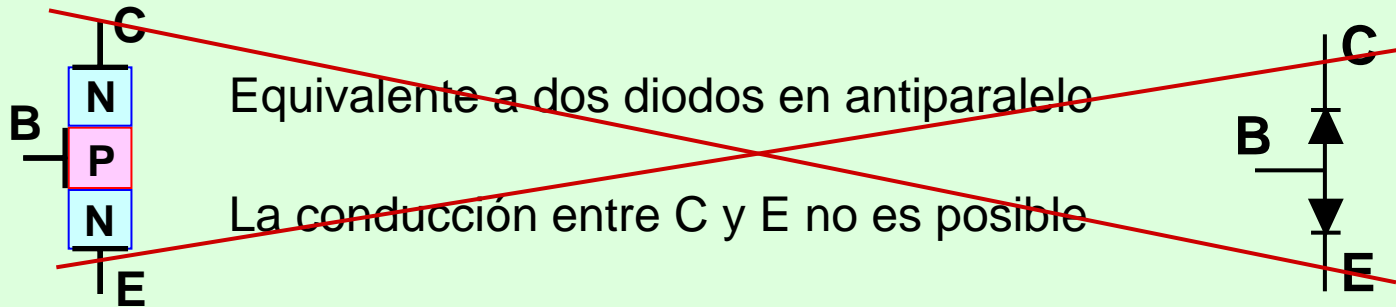 C
N
B
P
N
E
Equivalente a dos diodos en antiparalelo
La conducción entre C y E no es posible
C
B
E